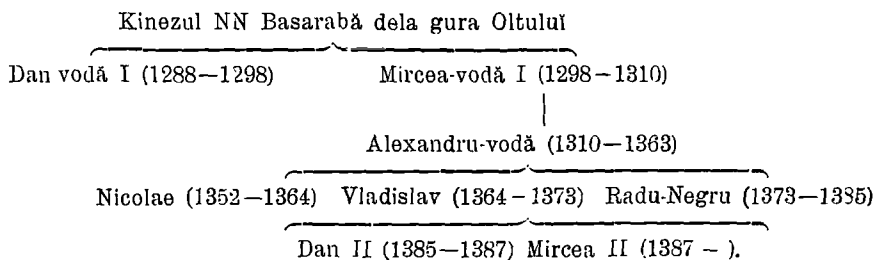 Kinezul NN Basarabă dela gura Oltuluĭ
Dan vodă I (1288—1298) Mircea-vodă I (1298—1310)
Alexandru-vodă (1310—1363)
Nicolae (1352—1364) Vladislav (1364–1373) Radu-Negru (1373—1385)
Dan II (1385—1387) Mircea II (1387 – ).